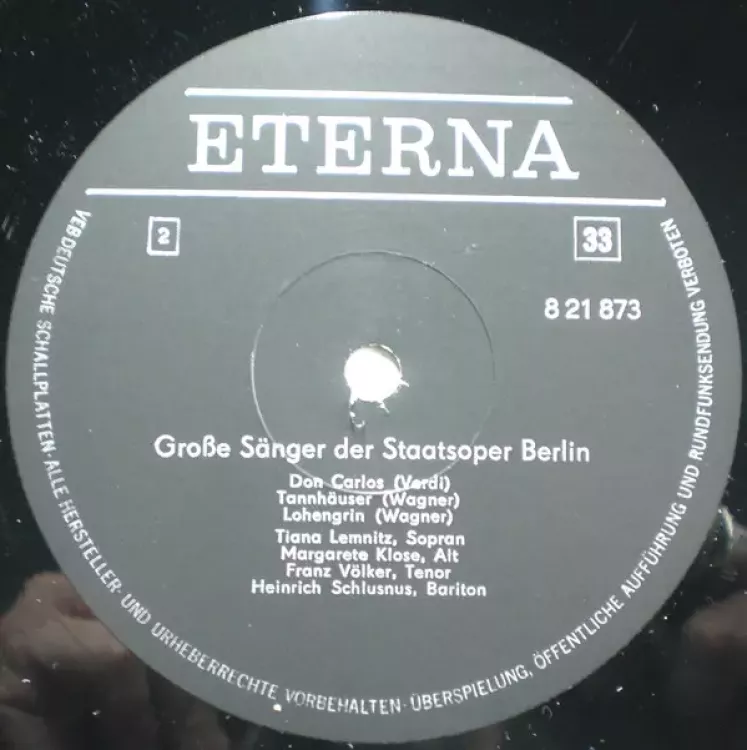 ETERNA
2
33
8 21 873
Große Sänger der Staatsoper Berlin
Don Carlos (Verdi)
Tannhäuser (Wagner)
Lohengrin (Wagner)
Tiana Lemnitz, Sopran
Margarete Klose, Alt
Franz Völker, Tenor
Heinrich Schlusnus, Bariton
VEB DEUTSCHE SCHALLPLATTEN · ALLE HERSTELLER- UND URHEBERRECHTE VORBEHALTEN · ÜBERSPIELUNG, ÖFFENTLICHE AUFFÜHRUNG UND RUNDFUNKSENDUNG VERBOTEN